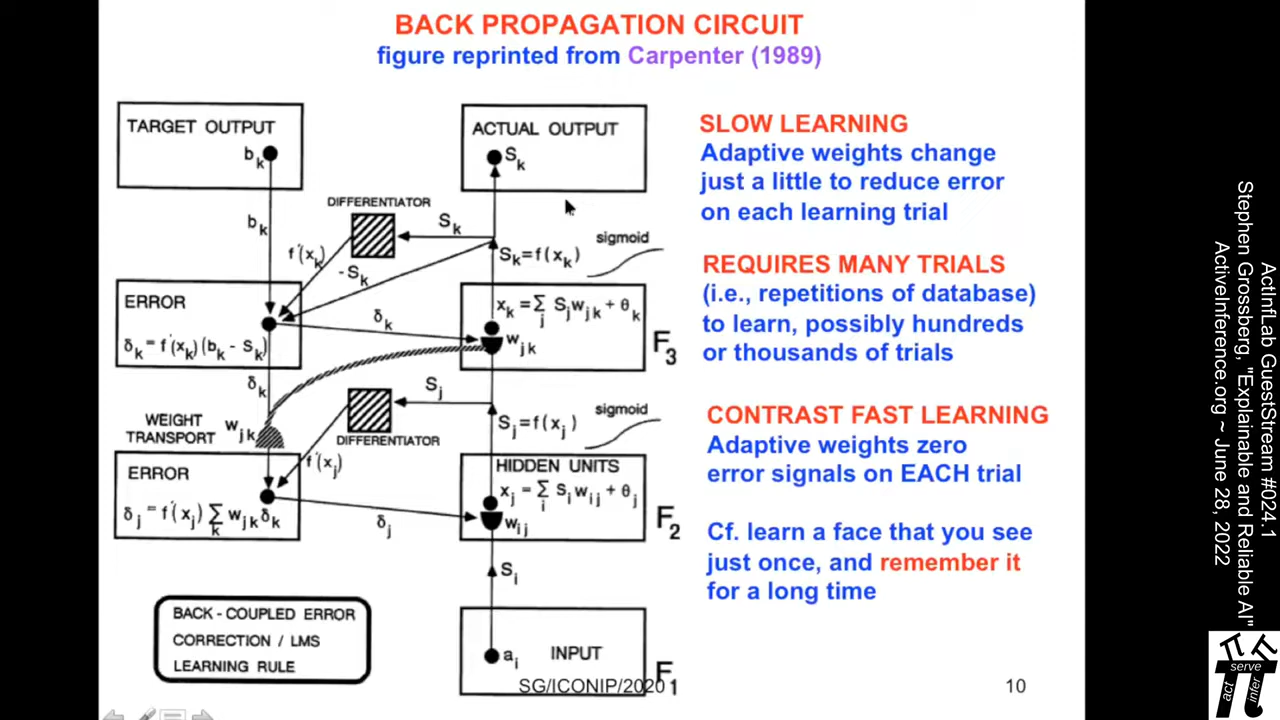 BACK PROPAGATION CIRCUIT
figure reprinted from Carpenter (1989)
TARGET OUTPUT
b_k
ACTUAL OUTPUT
S_k
DIFFERENTIATOR
b_k
S_k
f'(x_k)
-S_k
S_k = f(x_k)
sigmoid
ERROR
δ_k = f'(x_k)(b_k - S_k)
δ_k
x_k = Σ_j S_j w_jk + θ_k
w_jk
F_3
δ_k
WEIGHT
TRANSPORT
w_jk
S_j
DIFFERENTIATOR
f'(x_j)
S_j = f(x_j)
sigmoid
ERROR
δ_j = f'(x_j) Σ_k w_jk δ_k
δ_j
HIDDEN UNITS
x_j = Σ_i S_i w_ij + θ_j
w_ij
F_2
S_i
BACK-COUPLED ERROR
CORRECTION / LMS
LEARNING RULE
a_i
INPUT
F_1
SLOW LEARNING
Adaptive weights change
just a little to reduce error
on each learning trial
REQUIRES MANY TRIALS
(i.e., repetitions of database)
to learn, possibly hundreds
or thousands of trials
CONTRAST FAST LEARNING
Adaptive weights zero
error signals on EACH trial
Cf. learn a face that you see
just once, and remember it
for a long time
SG/ICONIP/2020
10
ActInfLab GuestStream #024.1
Stephen Grossberg, "Explainable and Reliable AI"
ActiveInference.org ~ June 28, 2022
act
serve
infer